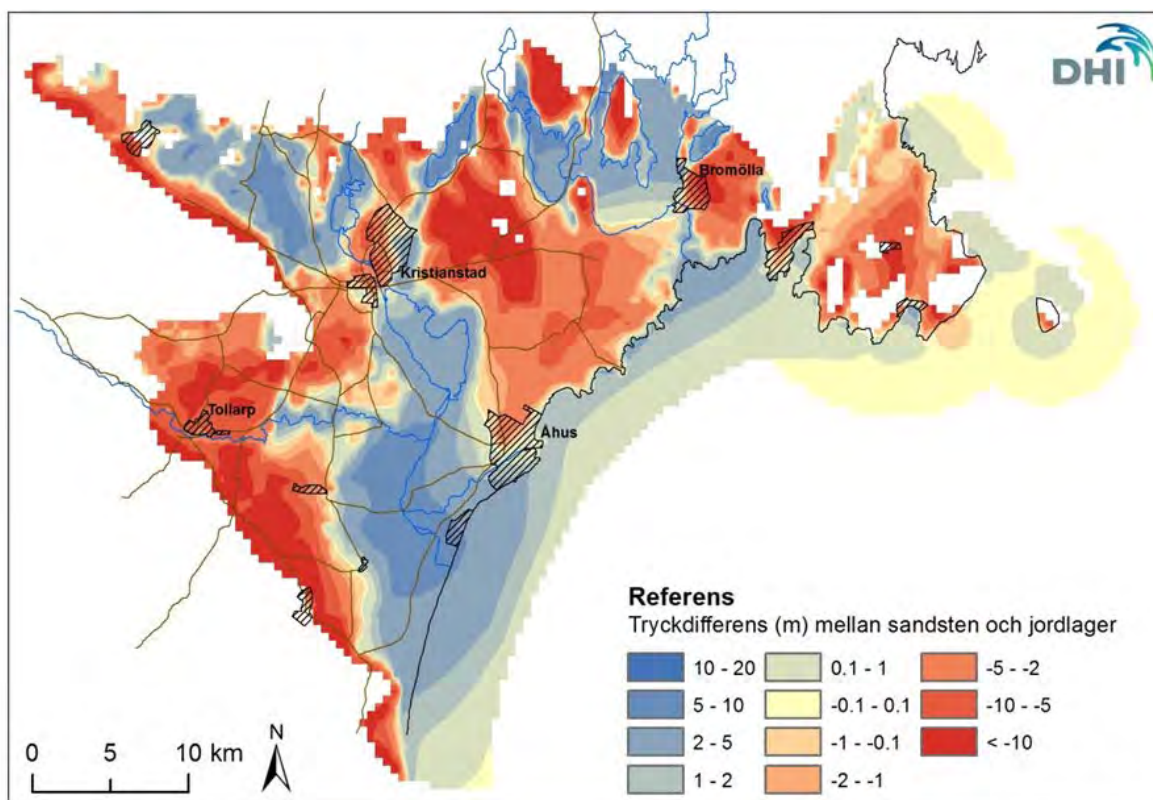 DHI
Bromölla
Kristianstad
Tollarp
Åhus
Referens
Tryckdifferens (m) mellan sandsten och jordlager
10 - 20 0.1 - 1 -5 - -2
5 - 10 -0.1 - 0.1 -10 - -5
2 - 5 -1 - -0.1 < -10
1 - 2 -2 - -1
N
0 5 10 km